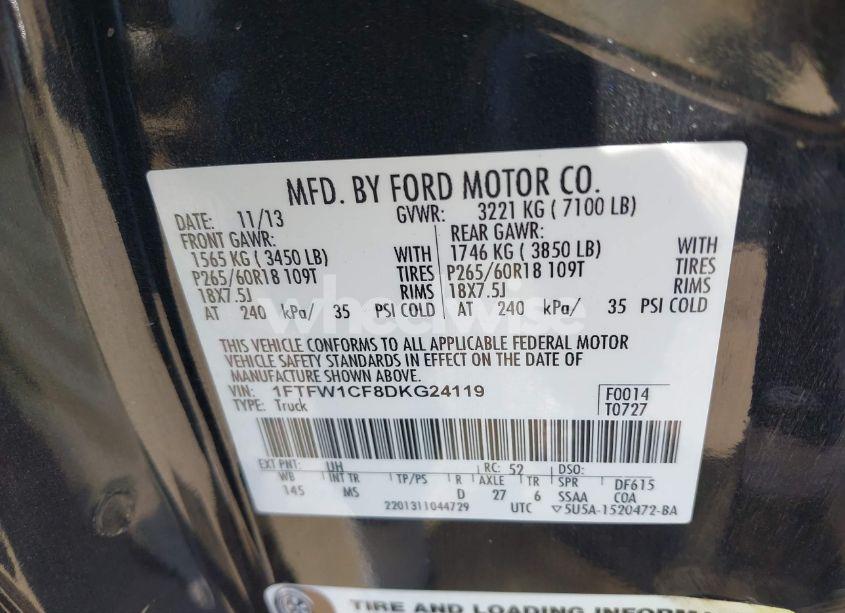 MFD. BY FORD MOTOR CO.
DATE: 11/13 GVWR: 3221 KG ( 7100 LB)
FRONT GAWR: REAR GAWR:
1565 KG ( 3450 LB) WITH 1746 KG ( 3850 LB) WITH
P265/60R18 109T TIRES P265/60R18 109T TIRES
18X7.5J RIMS 18X7.5J RIMS
AT 240 kPa/ 35 PSI COLD AT 240 kPa/ 35 PSI COLD
wheelwise
THIS VEHICLE CONFORMS TO ALL APPLICABLE FEDERAL MOTOR
VEHICLE SAFETY STANDARDS IN EFFECT ON THE DATE OF
MANUFACTURE SHOWN ABOVE.
VIN: 1FTFW1CF8DKG24119 F0014
TYPE: Truck T0727
EXT PNT: UH RC: 52 DSO:
WB INT TR TP/PS R AXLE TR SPR DF615
145 MS D 27 6 SSAA COA
2201311044729 UTC ▽5U5A-1520472-BA
TIRE AND LOADING INFORMA